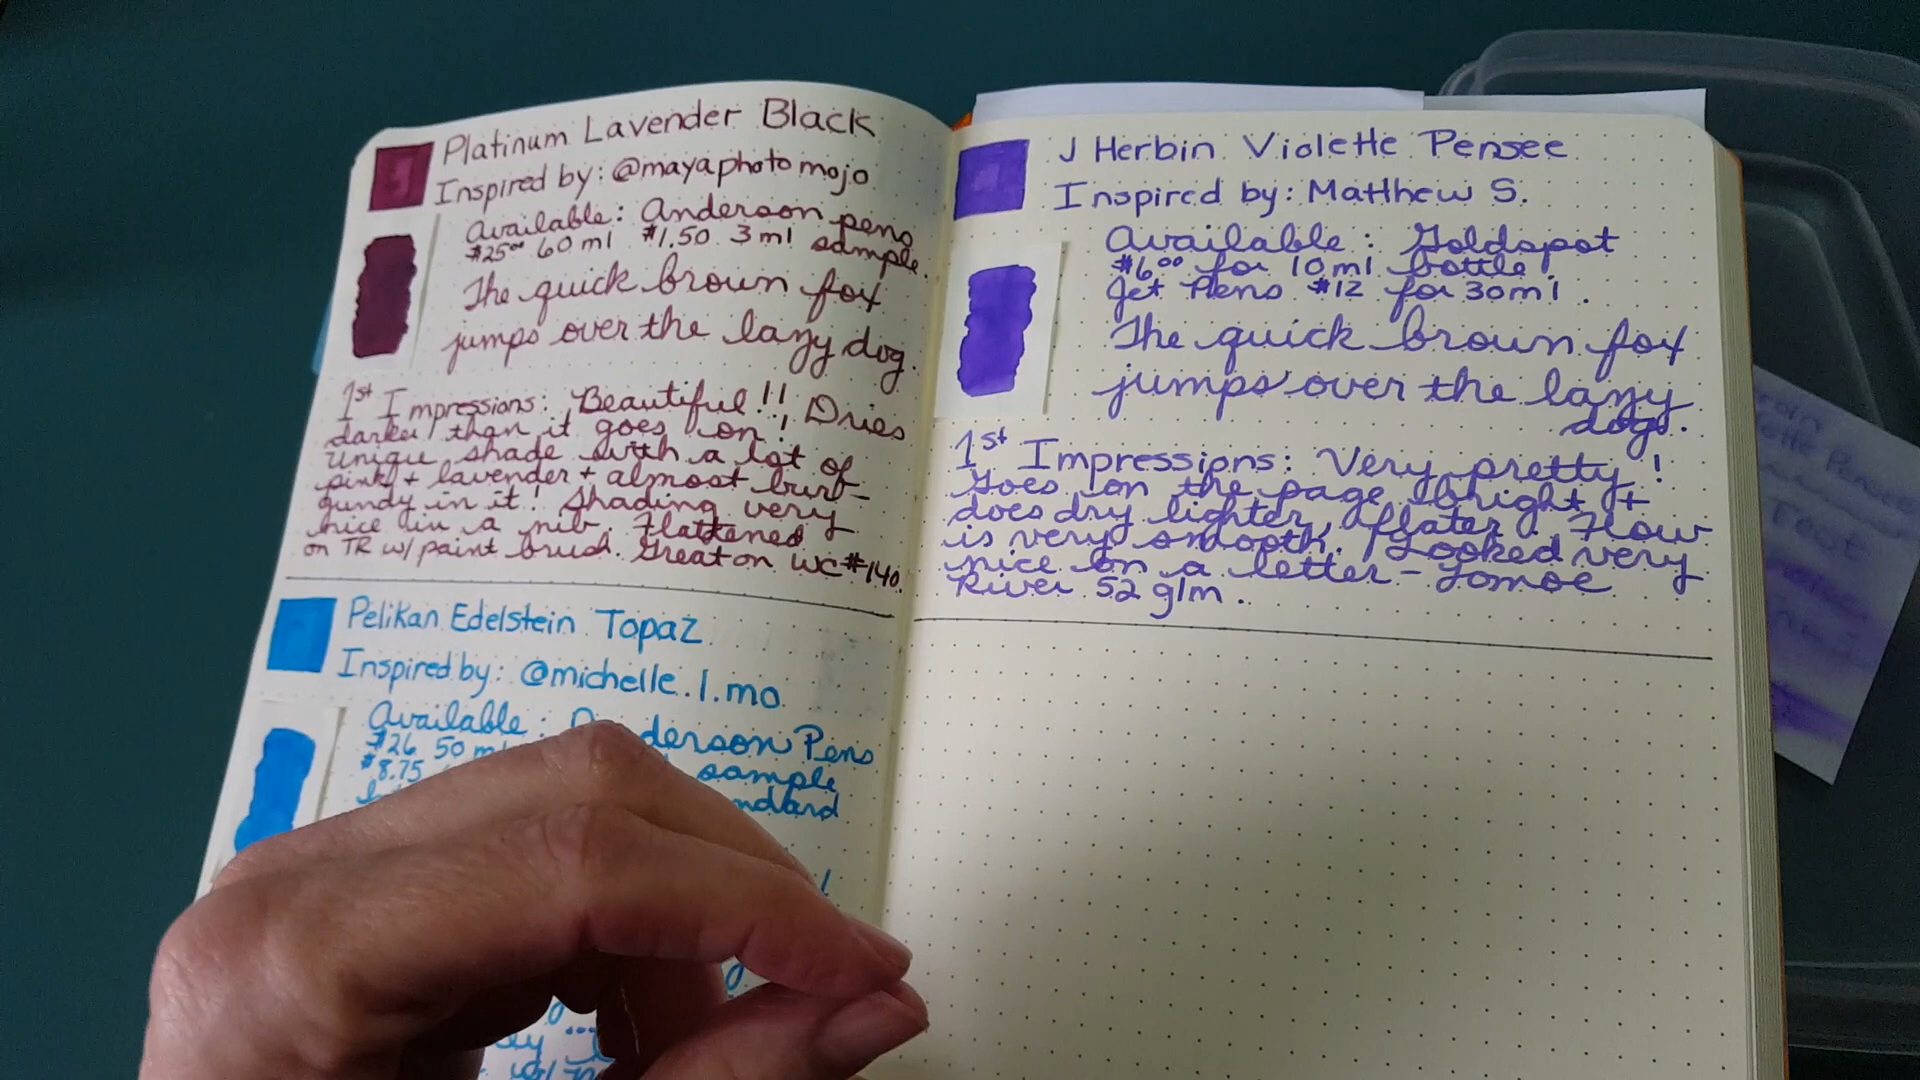 Platinum Lavender Black
Inspired by: @mayaphotomojo
Available: Anderson pens
$25.00 60 ml $1.50 3 ml sample.
The quick brown fox
jumps over the lazy dog.
1st Impressions: Beautiful!! Dries
darker than it goes on!
unique shade with a lot of
pink + lavender + almost bur-
gundy in it! Shading very
nice in a nib. Flattened
on TR w/ paint brush. Great on WC #140.
Pelikan Edelstein Topaz
Inspired by: @michelle.l.mo
Available: Anderson Pens
$26 50 ml
$8.75 sample
J Herbin Violette Pensee
Inspired by: Matthew S.
Available: Goldspot
$6.00 for 10 ml bottle!
Jet Pens $12 for 30 ml.
The quick brown fox
jumps over the lazy
dog.
1st Impressions: Very pretty!
Goes on the page bright +
does dry lighter, flater. Flow
is very smooth. Looked very
nice on a letter - Tomoe
River 52 g/m.
Test